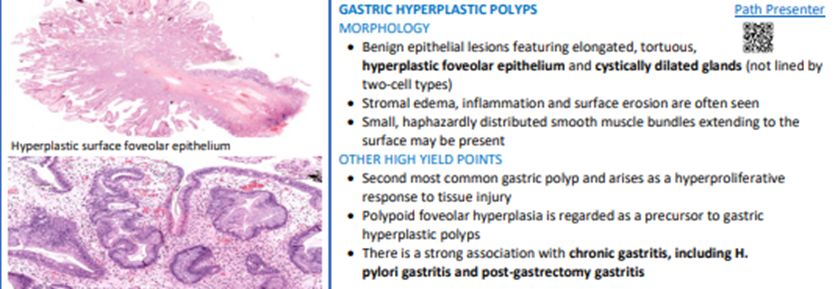 Hyperplastic surface foveolar epithelium
GASTRIC HYPERPLASTIC POLYPS
Path Presenter
MORPHOLOGY
• Benign epithelial lesions featuring elongated, tortuous,
hyperplastic foveolar epithelium and cystically dilated glands (not lined by
two-cell types)
• Stromal edema, inflammation and surface erosion are often seen
• Small, haphazardly distributed smooth muscle bundles extending to the
surface may be present
OTHER HIGH YIELD POINTS
• Second most common gastric polyp and arises as a hyperproliferative
response to tissue injury
• Polypoid foveolar hyperplasia is regarded as a precursor to gastric
hyperplastic polyps
• There is a strong association with chronic gastritis, including H.
pylori gastritis and post-gastrectomy gastritis